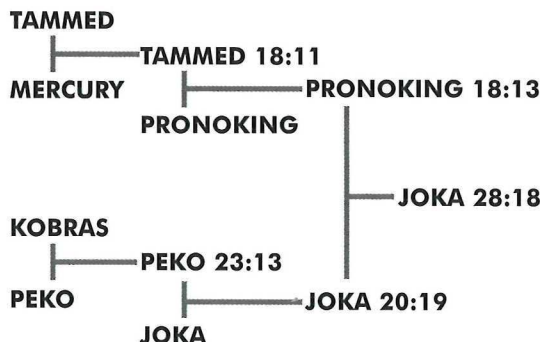 TAMMED
TAMMED 18:11
MERCURY
PRONOKING 18:13
PRONOKING
JOKA 28:18
KOBRAS
PEKO 23:13
PEKO
JOKA 20:19
JOKA